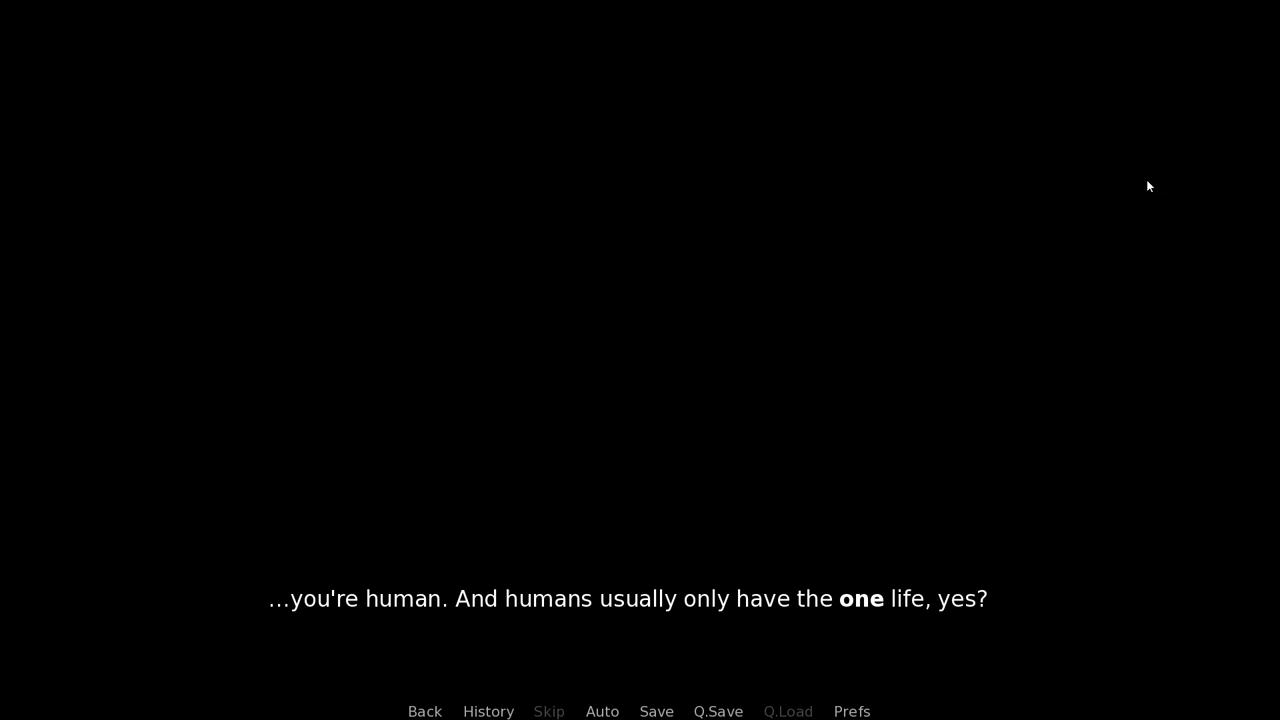 …you're human. And humans usually only have the one life, yes?
Back History Skip Auto Save Q.Save Q.Load Prefs